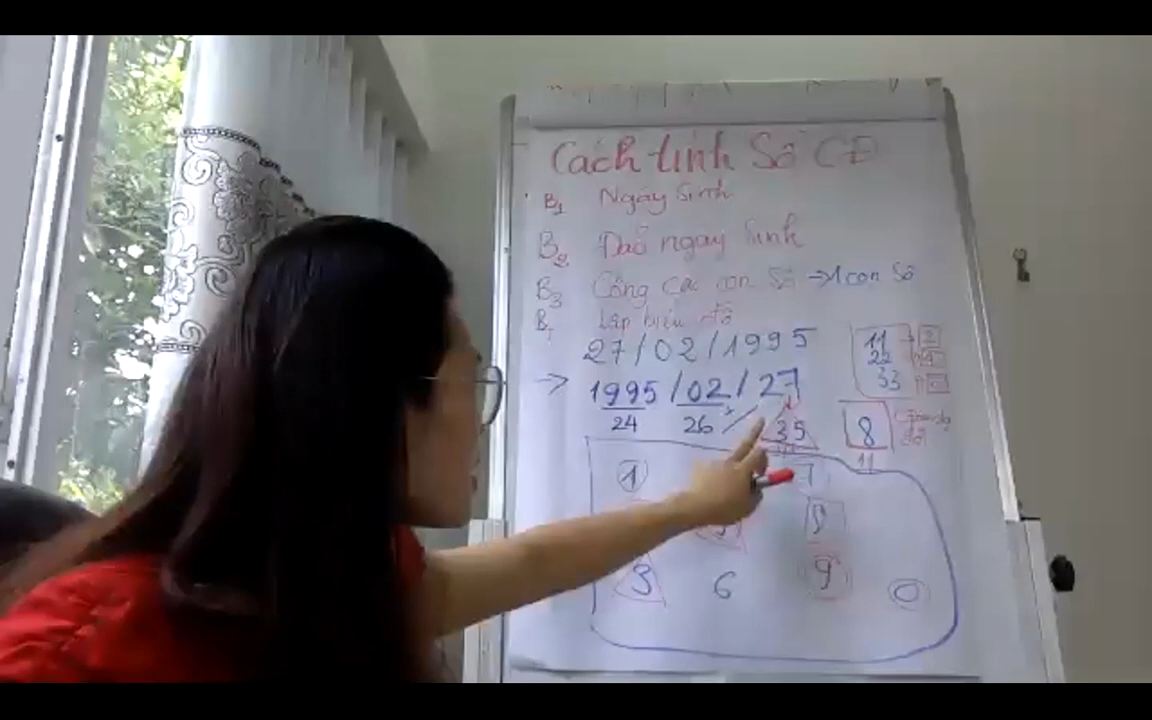 Cách tính Số CĐ
B1 Ngày Sinh
B2 Đảo ngày Sinh
B3 Cộng các con Số → 1 con Số
B Lập biểu đồ
27/02/1995
→ 1995/02/27
24 26 35
11 → 2
22
33
8
11
1
9
3 6 9 0